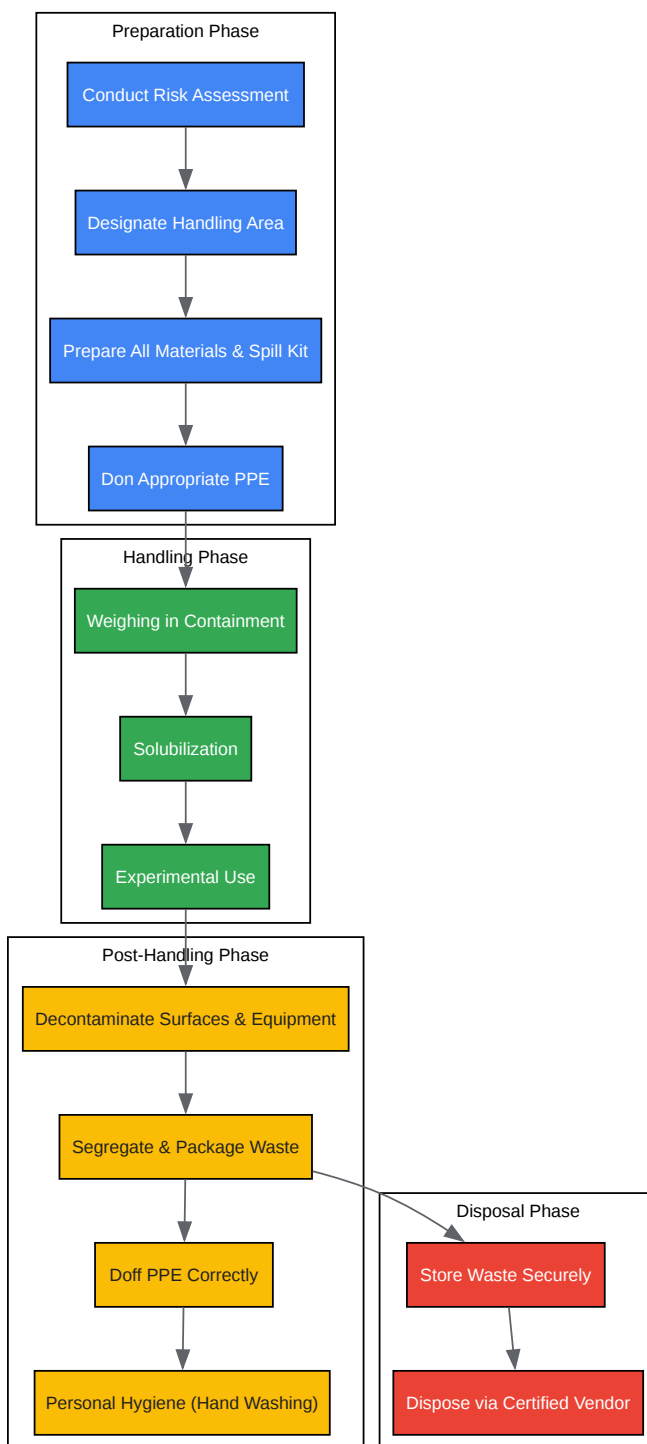 Preparation Phase
Conduct Risk Assessment
Designate Handling Area
Prepare All Materials & Spill Kit
Don Appropriate PPE
Handling Phase
Weighing in Containment
Solubilization
Experimental Use
Post-Handling Phase
Decontaminate Surfaces & Equipment
Segregate & Package Waste
Doff PPE Correctly
Personal Hygiene (Hand Washing)
Disposal Phase
Store Waste Securely
Dispose via Certified Vendor